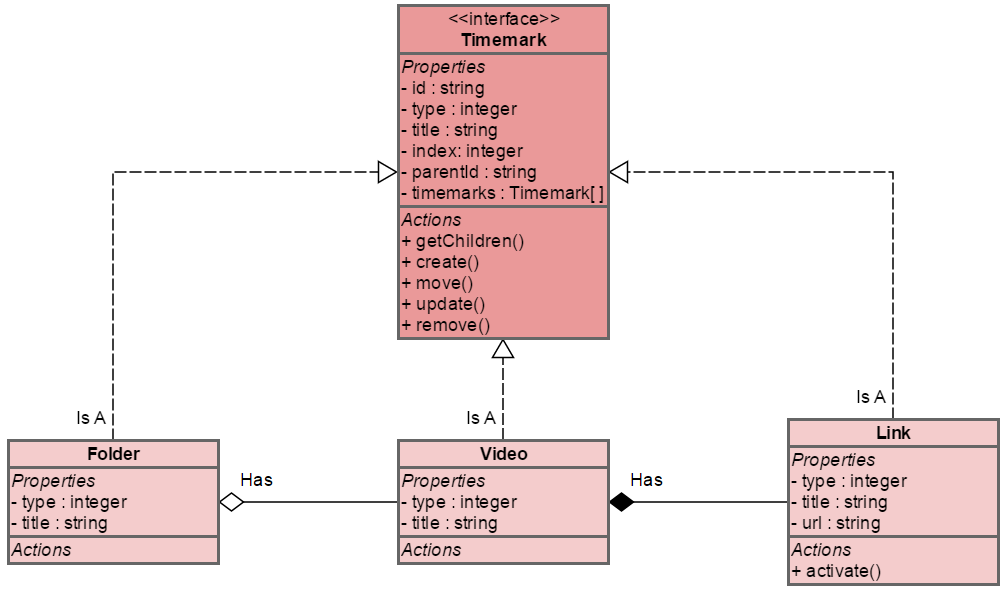 <<interface>>
Timemark
Properties
- id : string
- type : integer
- title : string
- index: integer
- parentId : string
- timemarks : Timemark[ ]
Actions
+ getChildren()
+ create()
+ move()
+ update()
+ remove()
Is A
Is A
Is A
Folder
Properties
- type : integer
- title : string
Actions
Has
Video
Properties
- type : integer
- title : string
Actions
Has
Link
Properties
- type : integer
- title : string
- url : string
Actions
+ activate()